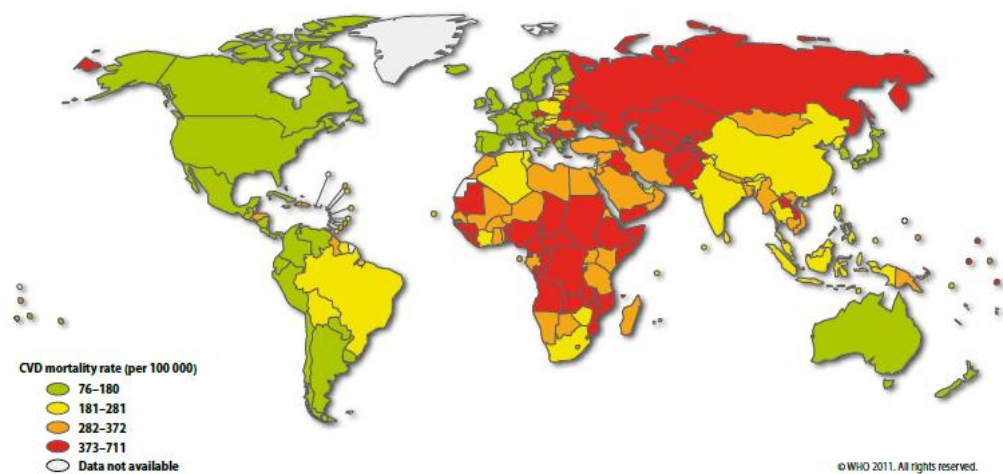 CVD mortality rate (per 100 000)
76–180
181–281
282–372
373–711
Data not available
© WHO 2011. All rights reserved.